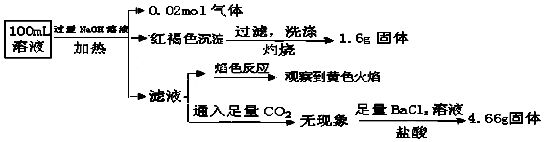 0.02mol气体
100mL
溶液
过量NaOH溶液
加热
红褐色沉淀
过滤，洗涤
灼烧
1.6g 固体
滤液
焰色反应
观察到黄色火焰
通入足量CO₂
无现象
足量BaCl₂溶液
盐酸
4.66g固体